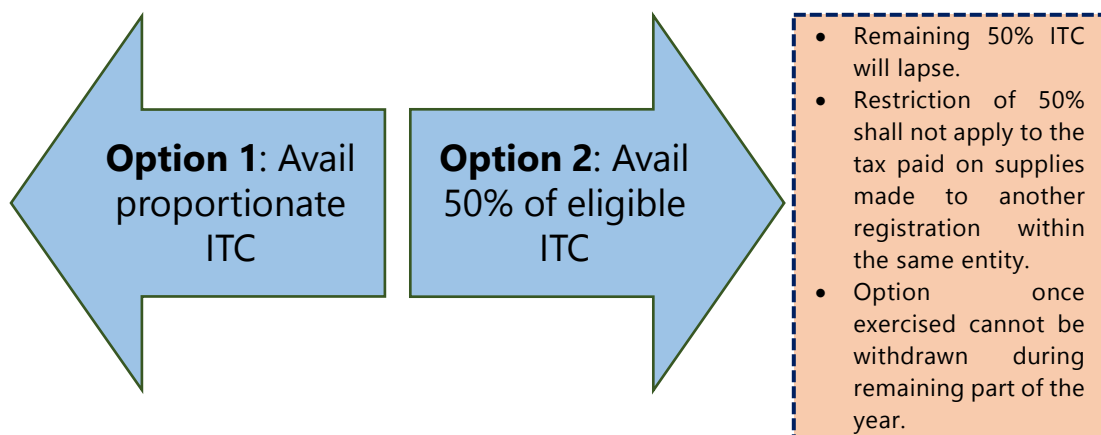 Option 1: Avail
proportionate
ITC
Option 2: Avail
50% of eligible
ITC
• Remaining 50% ITC
will lapse.
• Restriction of 50%
shall not apply to the
tax paid on supplies
made to another
registration within
the same entity.
• Option once
exercised cannot be
withdrawn during
remaining part of the
year.